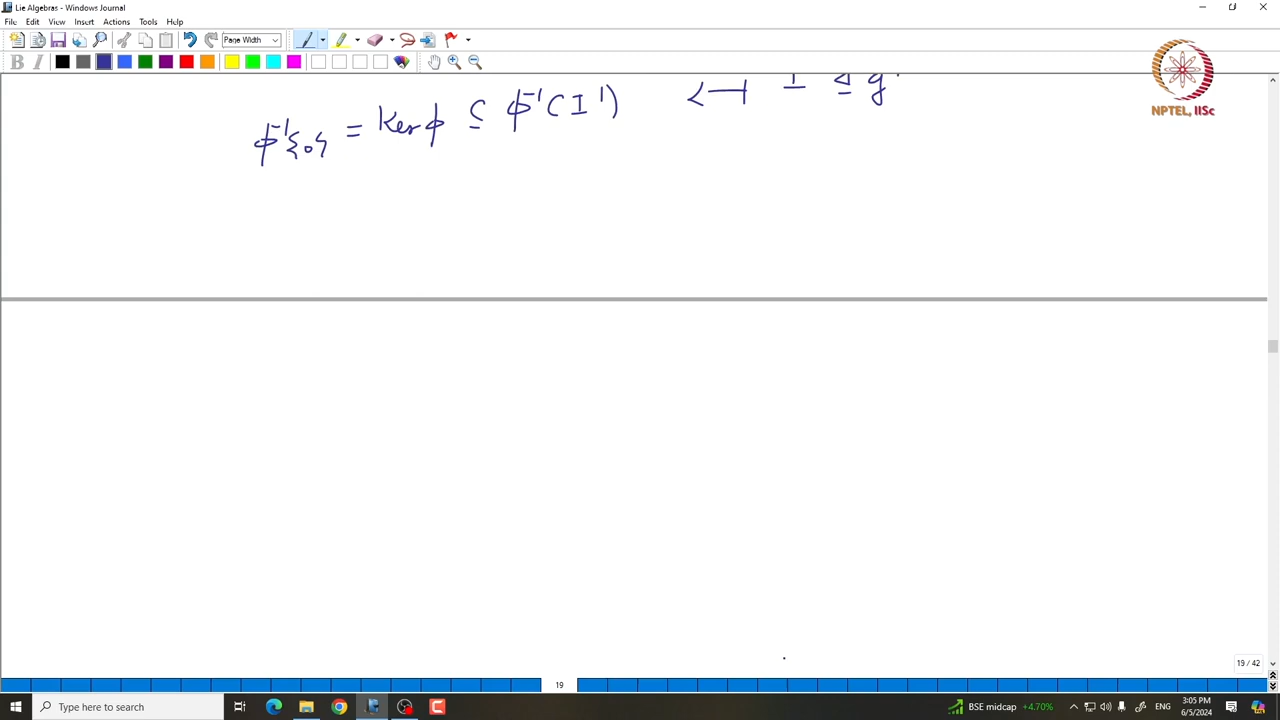 Lie Algebras - Windows Journal
File Edit View Insert Actions Tools Help
Page Width
B I
NPTEL, IISc
ϕ⁻¹{0} = Ker ϕ ⊆ ϕ⁻¹(I') ⟻ I ⊴ g'
19 / 42
19
Type here to search
BSE midcap +4.70%
ENG
3:05 PM
6/5/2024